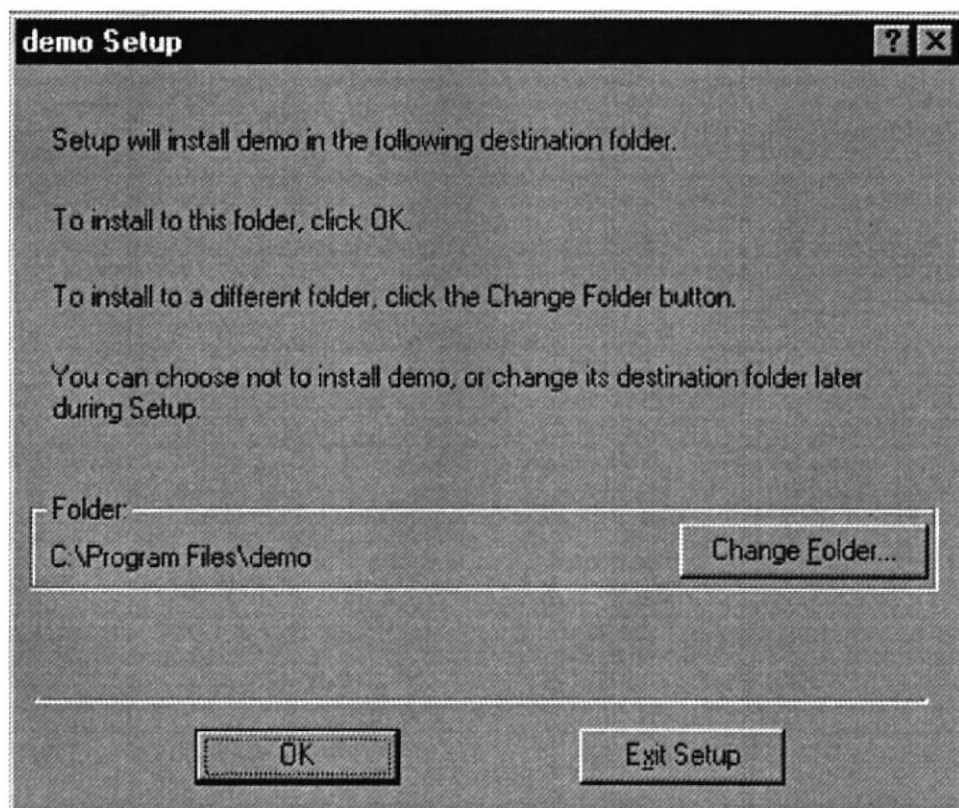 demo Setup
Setup will install demo in the following destination folder.
To install to this folder, click OK.
To install to a different folder, click the Change Folder button.
You can choose not to install demo, or change its destination folder later
during Setup.
Folder:
C:\Program Files\demo
Change Folder...
OK
Exit Setup